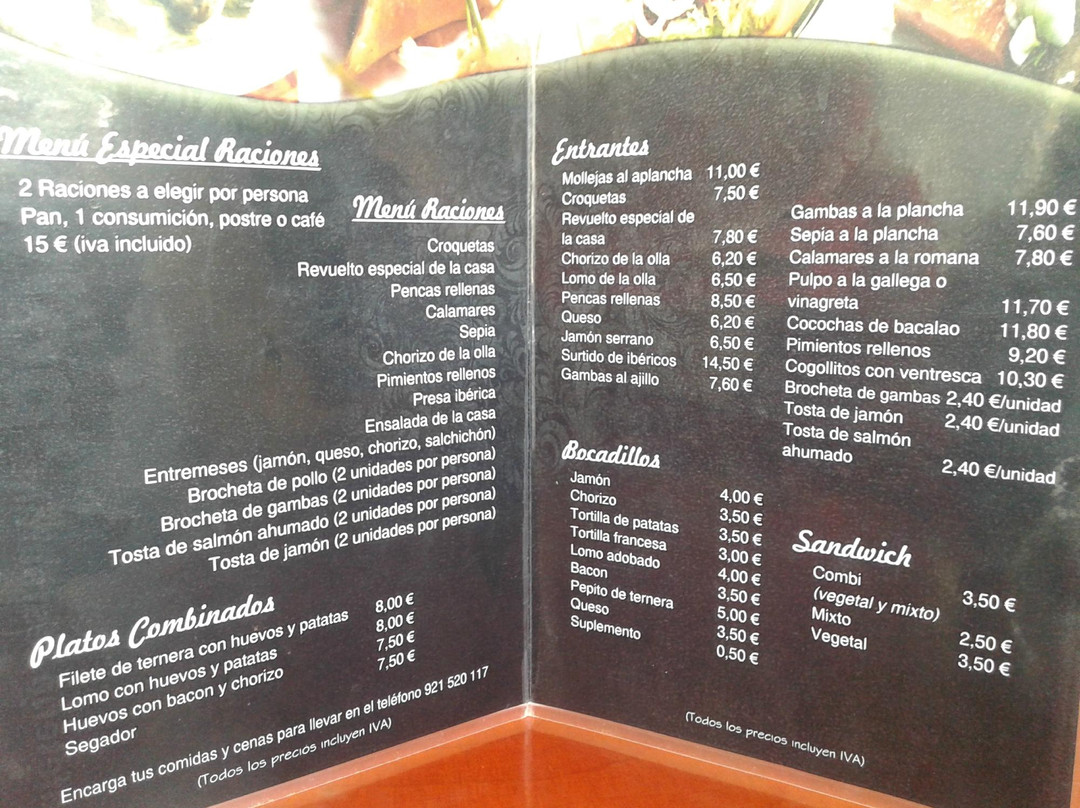 Menú Especial Raciones
2 Raciones a elegir por persona
Pan, 1 consumición, postre o café
15 € (iva incluido)
Menú Raciones
Croquetas
Revuelto especial de la casa
Pencas rellenas
Calamares
Sepia
Chorizo de la olla
Pimientos rellenos
Presa ibérica
Ensalada de la casa
Entremeses (jamón, queso, chorizo, salchichón)
Brocheta de pollo (2 unidades por persona)
Brocheta de gambas (2 unidades por persona)
Tosta de salmón ahumado (2 unidades por persona)
Tosta de jamón (2 unidades por persona)
Platos Combinados
Filete de ternera con huevos y patatas 8,00 €
Lomo con huevos y patatas 8,00 €
Huevos con bacon y chorizo 7,50 €
Segador 7,50 €
Encarga tus comidas y cenas para llevar en el teléfono 921 520 117
(Todos los precios incluyen IVA)
Entrantes
Mollejas al aplancha 11,00 €
Croquetas 7,50 €
Revuelto especial de
la casa 7,80 €
Chorizo de la olla 6,20 €
Lomo de la olla 6,50 €
Pencas rellenas 8,50 €
Queso 6,20 €
Jamón serrano 6,50 €
Surtido de ibéricos 14,50 €
Gambas al ajillo 7,60 €
Gambas a la plancha 11,90 €
Sepia a la plancha 7,60 €
Calamares a la romana 7,80 €
Pulpo a la gallega o
vinagreta 11,70 €
Cocochas de bacalao 11,80 €
Pimientos rellenos 9,20 €
Cogollitos con ventresca 10,30 €
Brocheta de gambas 2,40 €/unidad
Tosta de jamón 2,40 €/unidad
Tosta de salmón
ahumado 2,40 €/unidad
Bocadillos
Jamón 4,00 €
Chorizo 3,50 €
Tortilla de patatas 3,50 €
Tortilla francesa 3,00 €
Lomo adobado 4,00 €
Bacon 3,50 €
Pepito de ternera 5,00 €
Queso 3,50 €
Suplemento 0,50 €
Sandwich
Combi
(vegetal y mixto) 3,50 €
Mixto 2,50 €
Vegetal 3,50 €
(Todos los precios incluyen IVA)